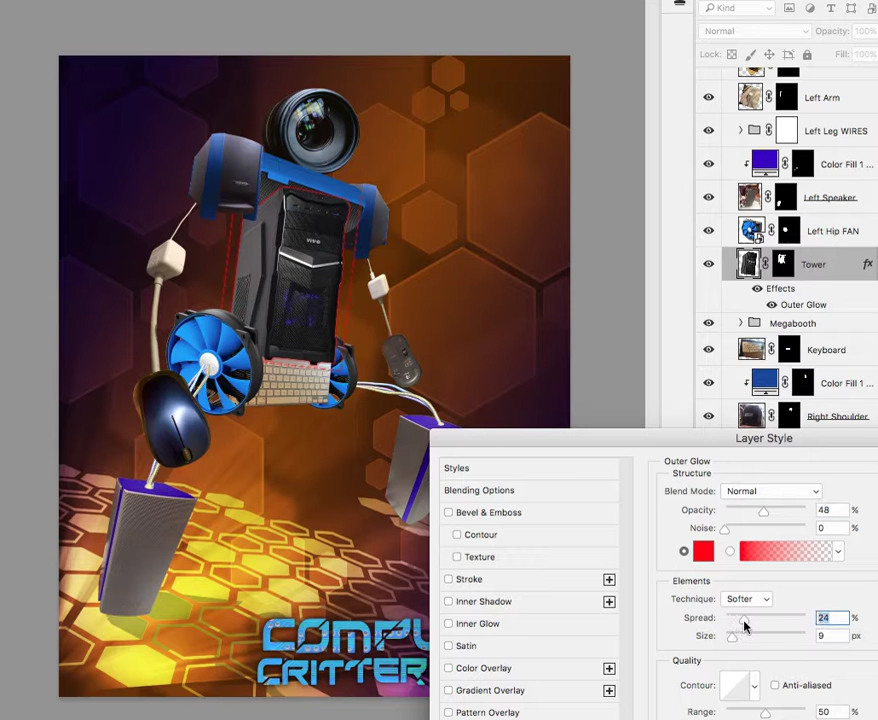 Kind
Normal
Opacity: 100%
Lock:
Fill: 100%
Left Arm
Left Leg WIRES
Color Fill 1 ...
Left Speaker
Left Hip FAN
Tower
fx
Effects
Outer Glow
Megabooth
Keyboard
Color Fill 1 ...
Right Shoulder
COMPU
CRITTER
Layer Style
Styles
Blending Options
Bevel & Emboss
Contour
Texture
Stroke
Inner Shadow
Inner Glow
Satin
Color Overlay
Gradient Overlay
Pattern Overlay
Outer Glow
Structure
Blend Mode: Normal
Opacity: 48 %
Noise: 0 %
Elements
Technique: Softer
Spread: 24 %
Size: 9 px
Quality
Contour:
Anti-aliased
Range: 50 %